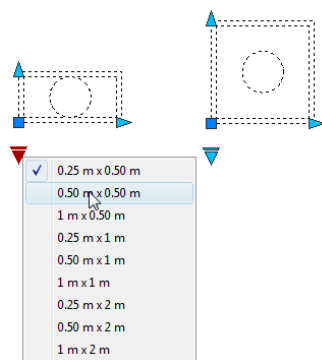 0.25 m x 0.50 m
0.50 m x 0.50 m
1 m x 0.50 m
0.25 m x 1 m
0.50 m x 1 m
1 m x 1 m
0.25 m x 2 m
0.50 m x 2 m
1 m x 2 m